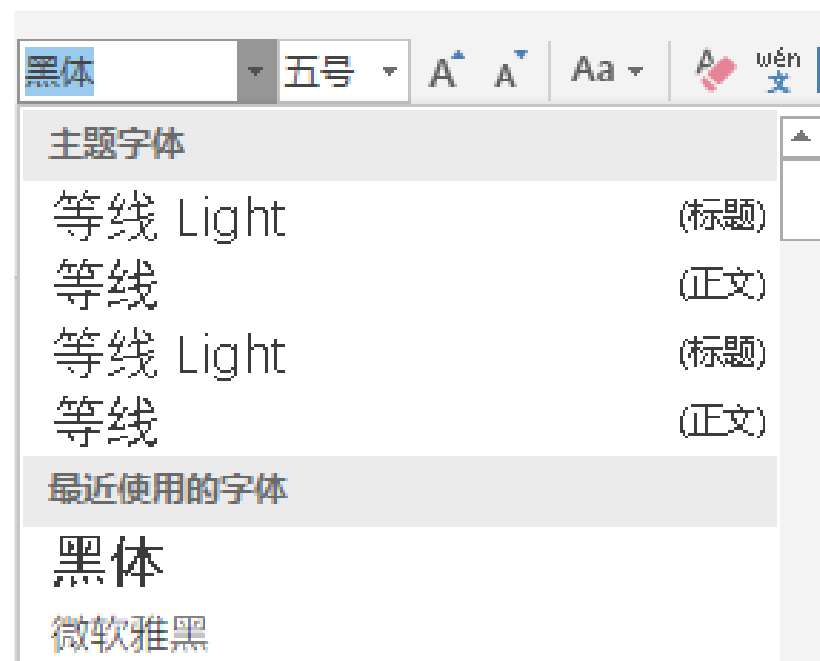 黑体 五号 A A Aa A wén 文
主题字体
等线 Light (标题)
等线 (正文)
等线 Light (标题)
等线 (正文)
最近使用的字体
黑体
微软雅黑